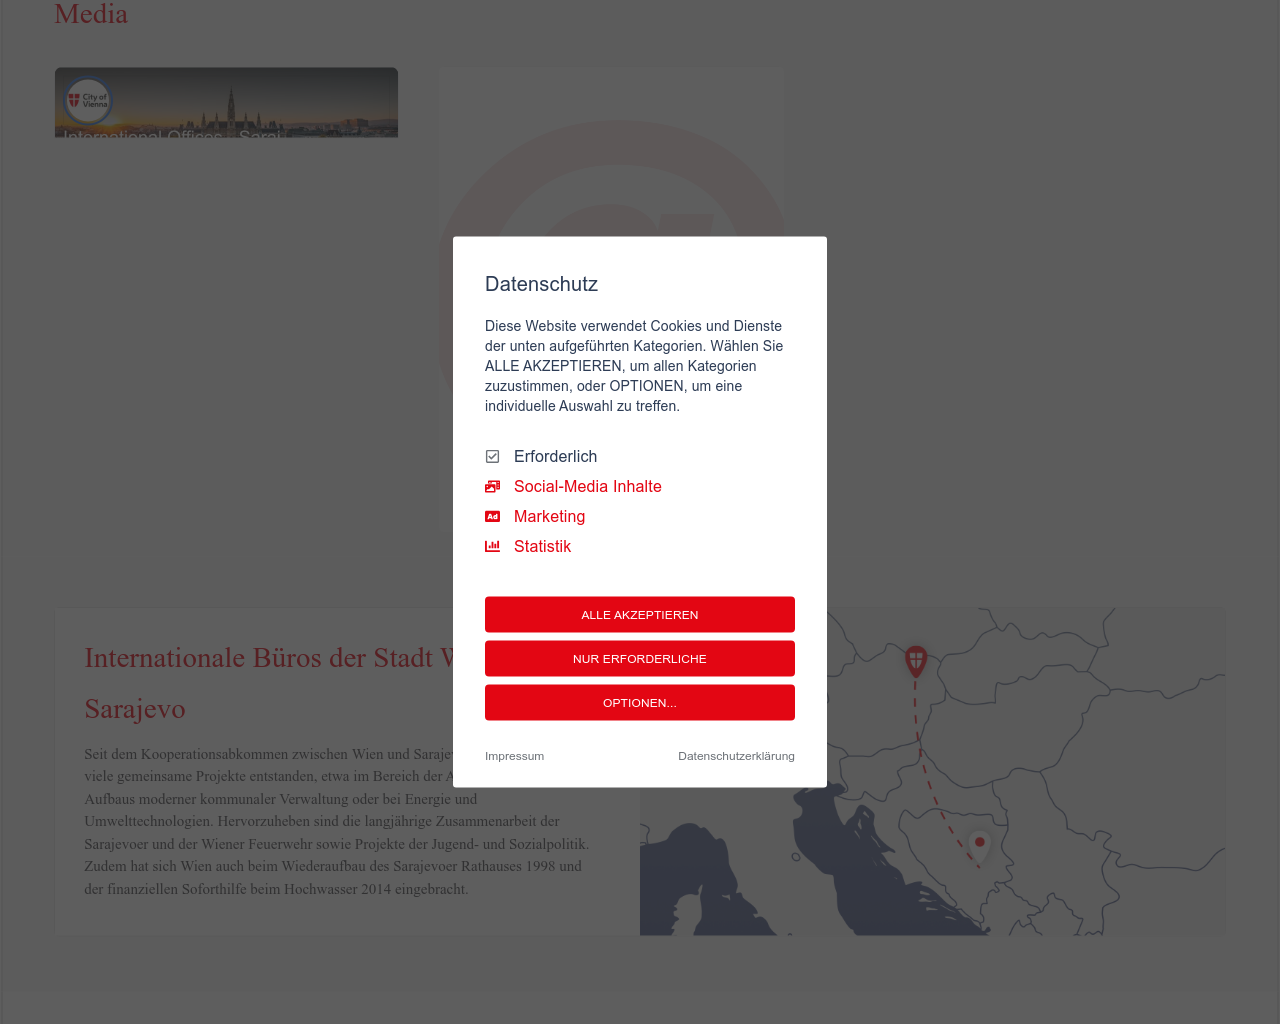 Media
City of
Vienna
International Offices - Saraj
Datenschutz
Diese Website verwendet Cookies und Dienste
der unten aufgeführten Kategorien. Wählen Sie
ALLE AKZEPTIEREN, um allen Kategorien
zuzustimmen, oder OPTIONEN, um eine
individuelle Auswahl zu treffen.
Erforderlich
Social-Media Inhalte
Ad
Marketing
Statistik
ALLE AKZEPTIEREN
NUR ERFORDERLICHE
OPTIONEN...
Impressum
Datenschutzerklärung
Internationale Büros der Stadt
Sarajevo
Seit dem Kooperationsabkommen zwischen Wien und
viele gemeinsame Projekte entstanden, etwa im Bereich der
Aufbaus moderner kommunaler Verwaltung oder bei Energie und
Umwelttechnologien. Hervorzuheben sind die langjährige Zusammenarbeit der
Sarajevoer und der Wiener Feuerwehr sowie Projekte der Jugend- und Sozialpolitik.
Zudem hat sich Wien auch beim Wiederaufbau des Sarajevoer Rathauses 1998 und
der finanziellen Soforthilfe beim Hochwasser 2014 eingebracht.